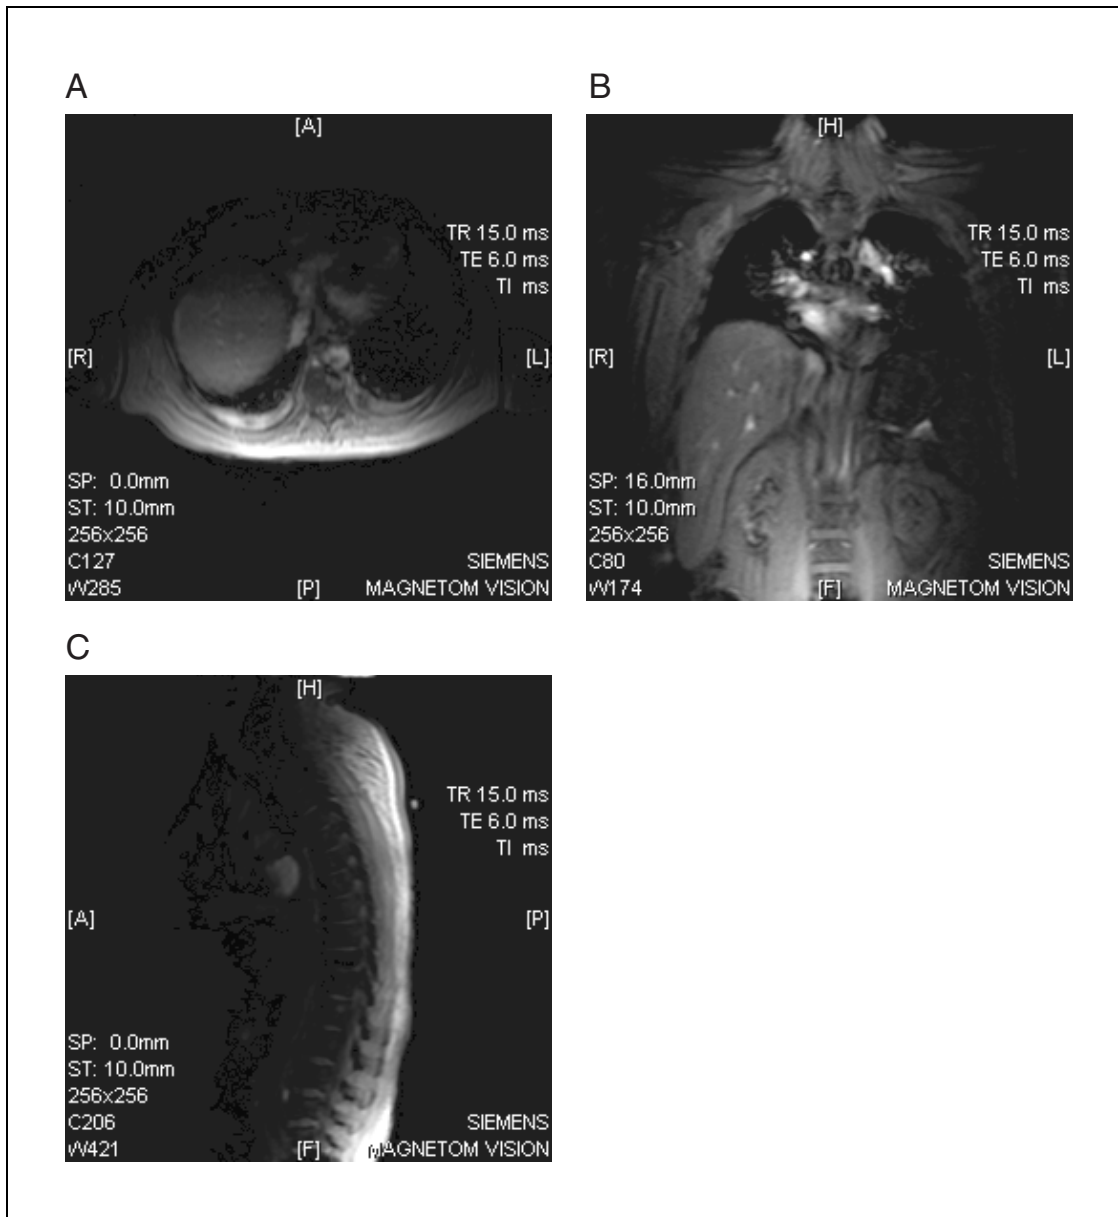 A
[A]
TR 15.0 ms
TE 6.0 ms
TI ms
[R]
[L]
SP: 0.0mm
ST: 10.0mm
256x256
C127
SIEMENS
W285
[P]
MAGNETOM VISION
B
[H]
TR 15.0 ms
TE 6.0 ms
TI ms
[R]
[L]
SP: 16.0mm
ST: 10.0mm
256x256
C80
SIEMENS
W174
[F]
MAGNETOM VISION
C
[H]
TR 15.0 ms
TE 6.0 ms
TI ms
[A]
[P]
SP: 0.0mm
ST: 10.0mm
256x256
C206
SIEMENS
W421
[F]
MAGNETOM VISION